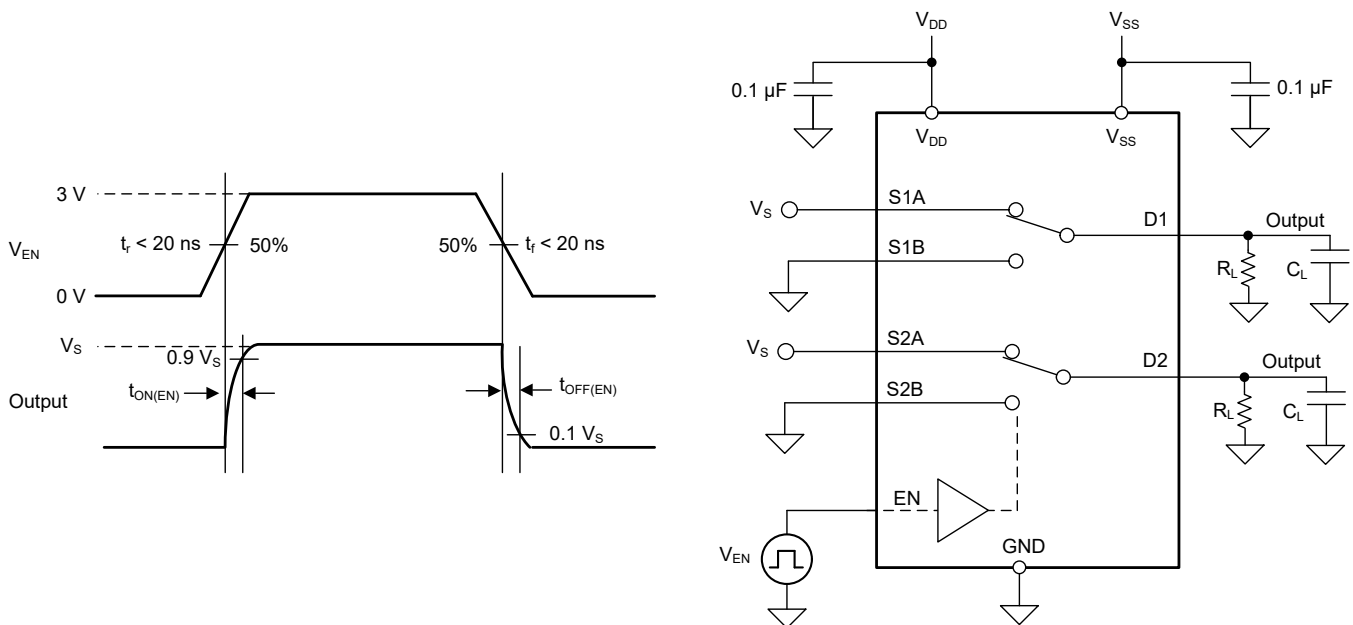 3 V
V_EN
t_r < 20 ns
50%
50%
t_f < 20 ns
0 V
V_S
0.9 V_S
t_ON(EN)
t_OFF(EN)
Output
0.1 V_S
V_DD
V_SS
0.1 µF
0.1 µF
V_DD
V_SS
V_S
S1A
D1
Output
S1B
R_L
C_L
V_S
S2A
D2
Output
S2B
R_L
C_L
EN
V_EN
GND